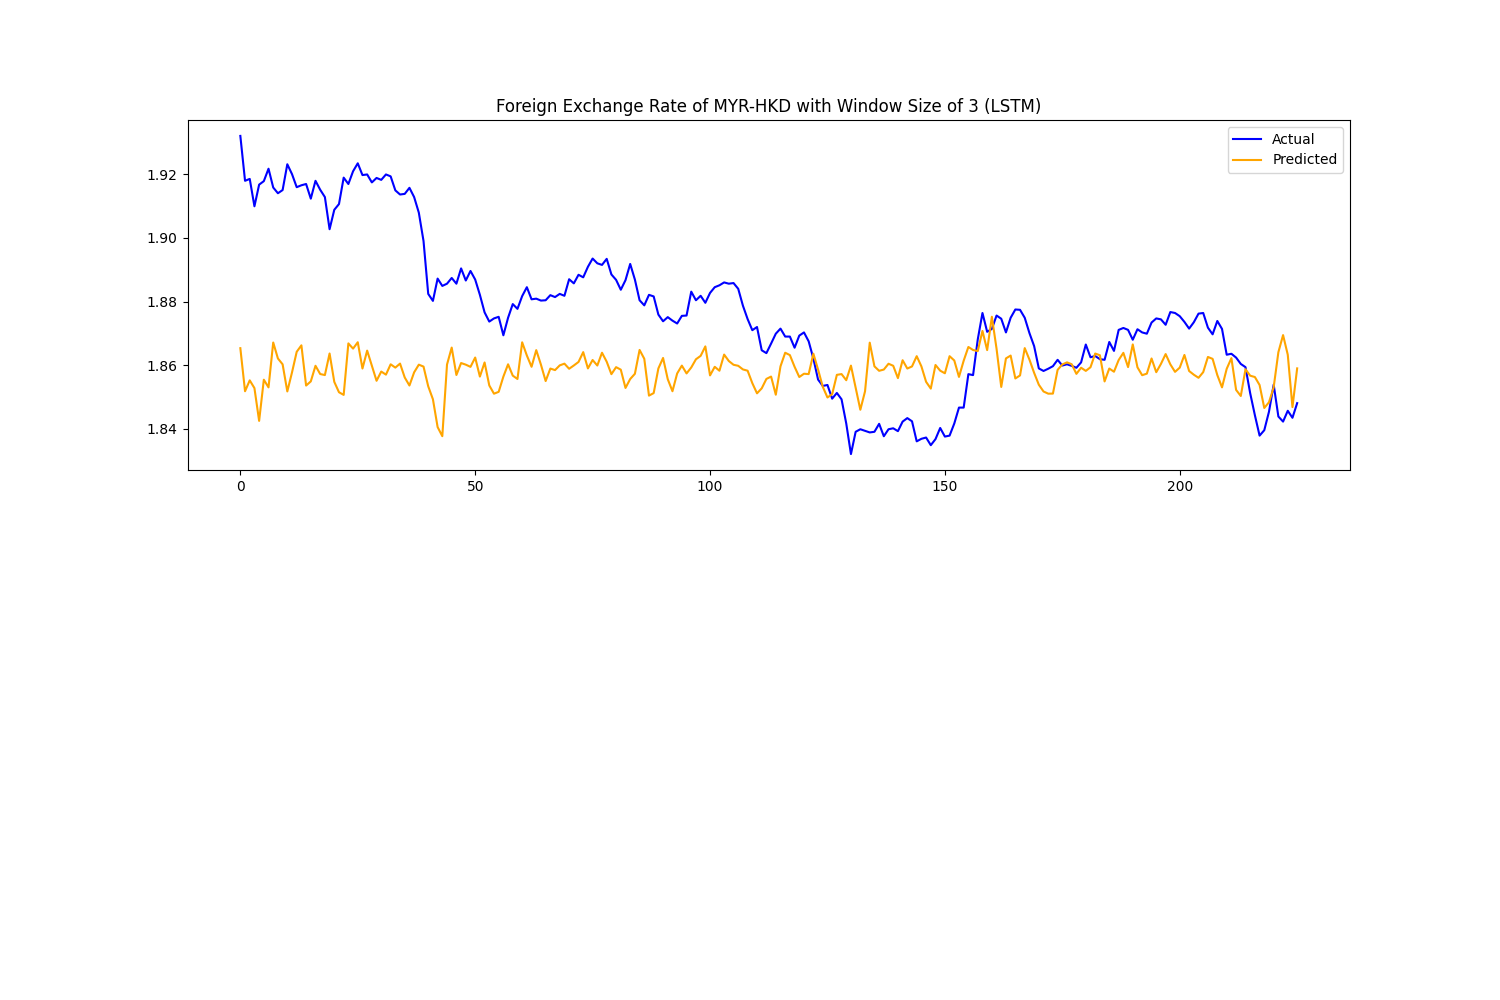 Foreign Exchange Rate of MYR-HKD with Window Size of 3 (LSTM)
Actual
Predicted
1.92
1.90
1.88
1.86
1.84
0 50 100 150 200